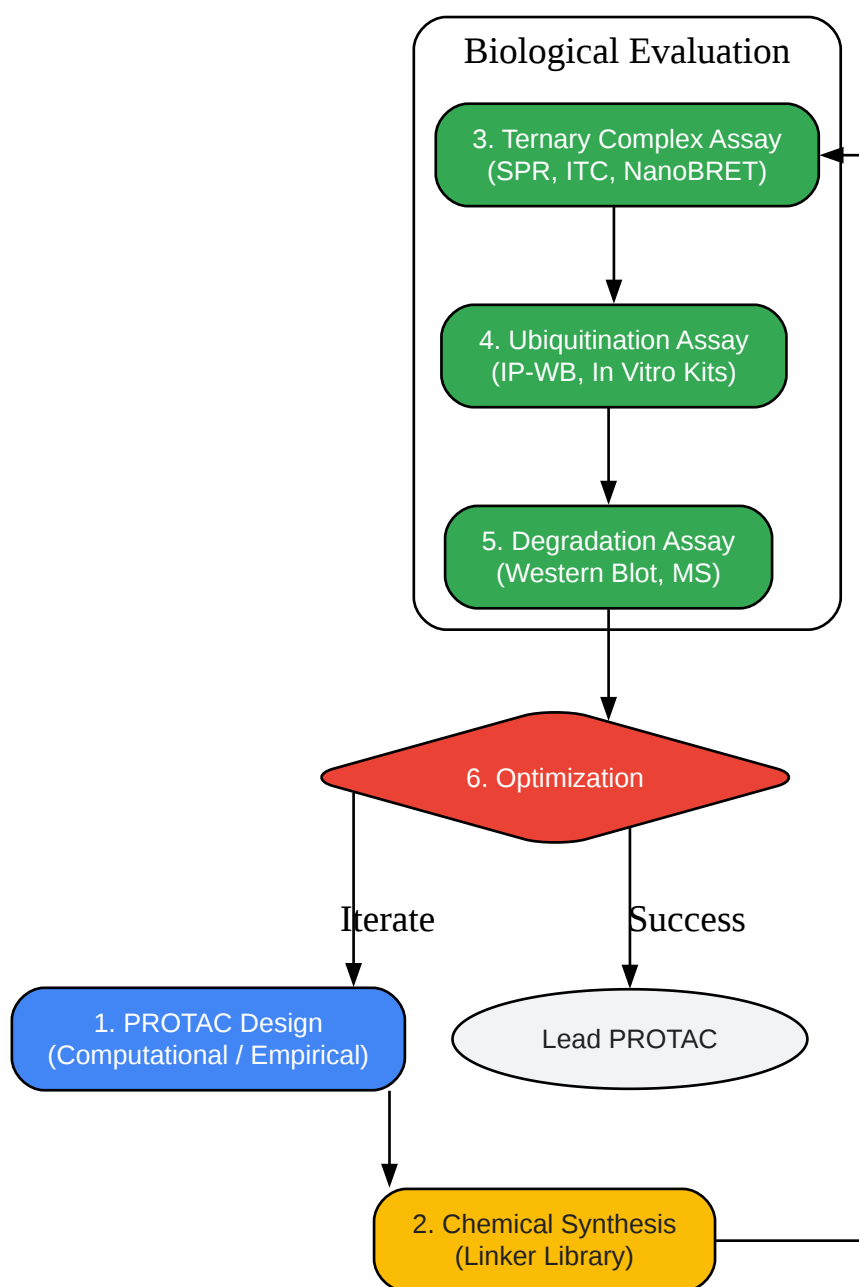 Biological Evaluation
3. Ternary Complex Assay
(SPR, ITC, NanoBRET)
4. Ubiquitination Assay
(IP-WB, In Vitro Kits)
5. Degradation Assay
(Western Blot, MS)
6. Optimization
Iterate
Success
1. PROTAC Design
(Computational / Empirical)
Lead PROTAC
2. Chemical Synthesis
(Linker Library)